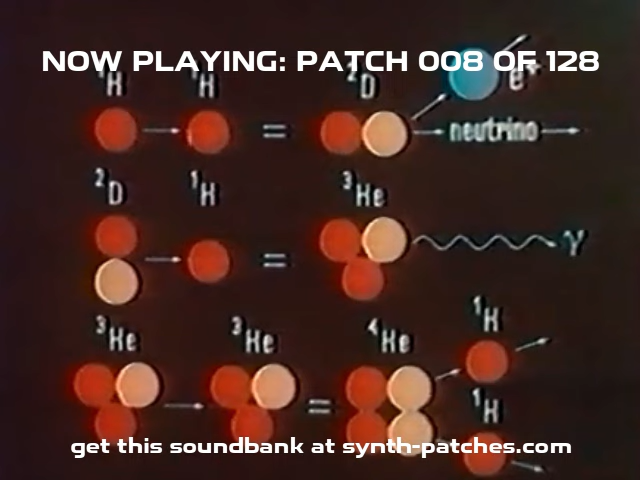 NOW PLAYING: PATCH 008 OF 128
¹H ¹H ²D e⁺
= neutrino
²D ¹H ³He
= γ
³He ³He ⁴He ¹H
=
¹H
get this soundbank at synth-patches.com